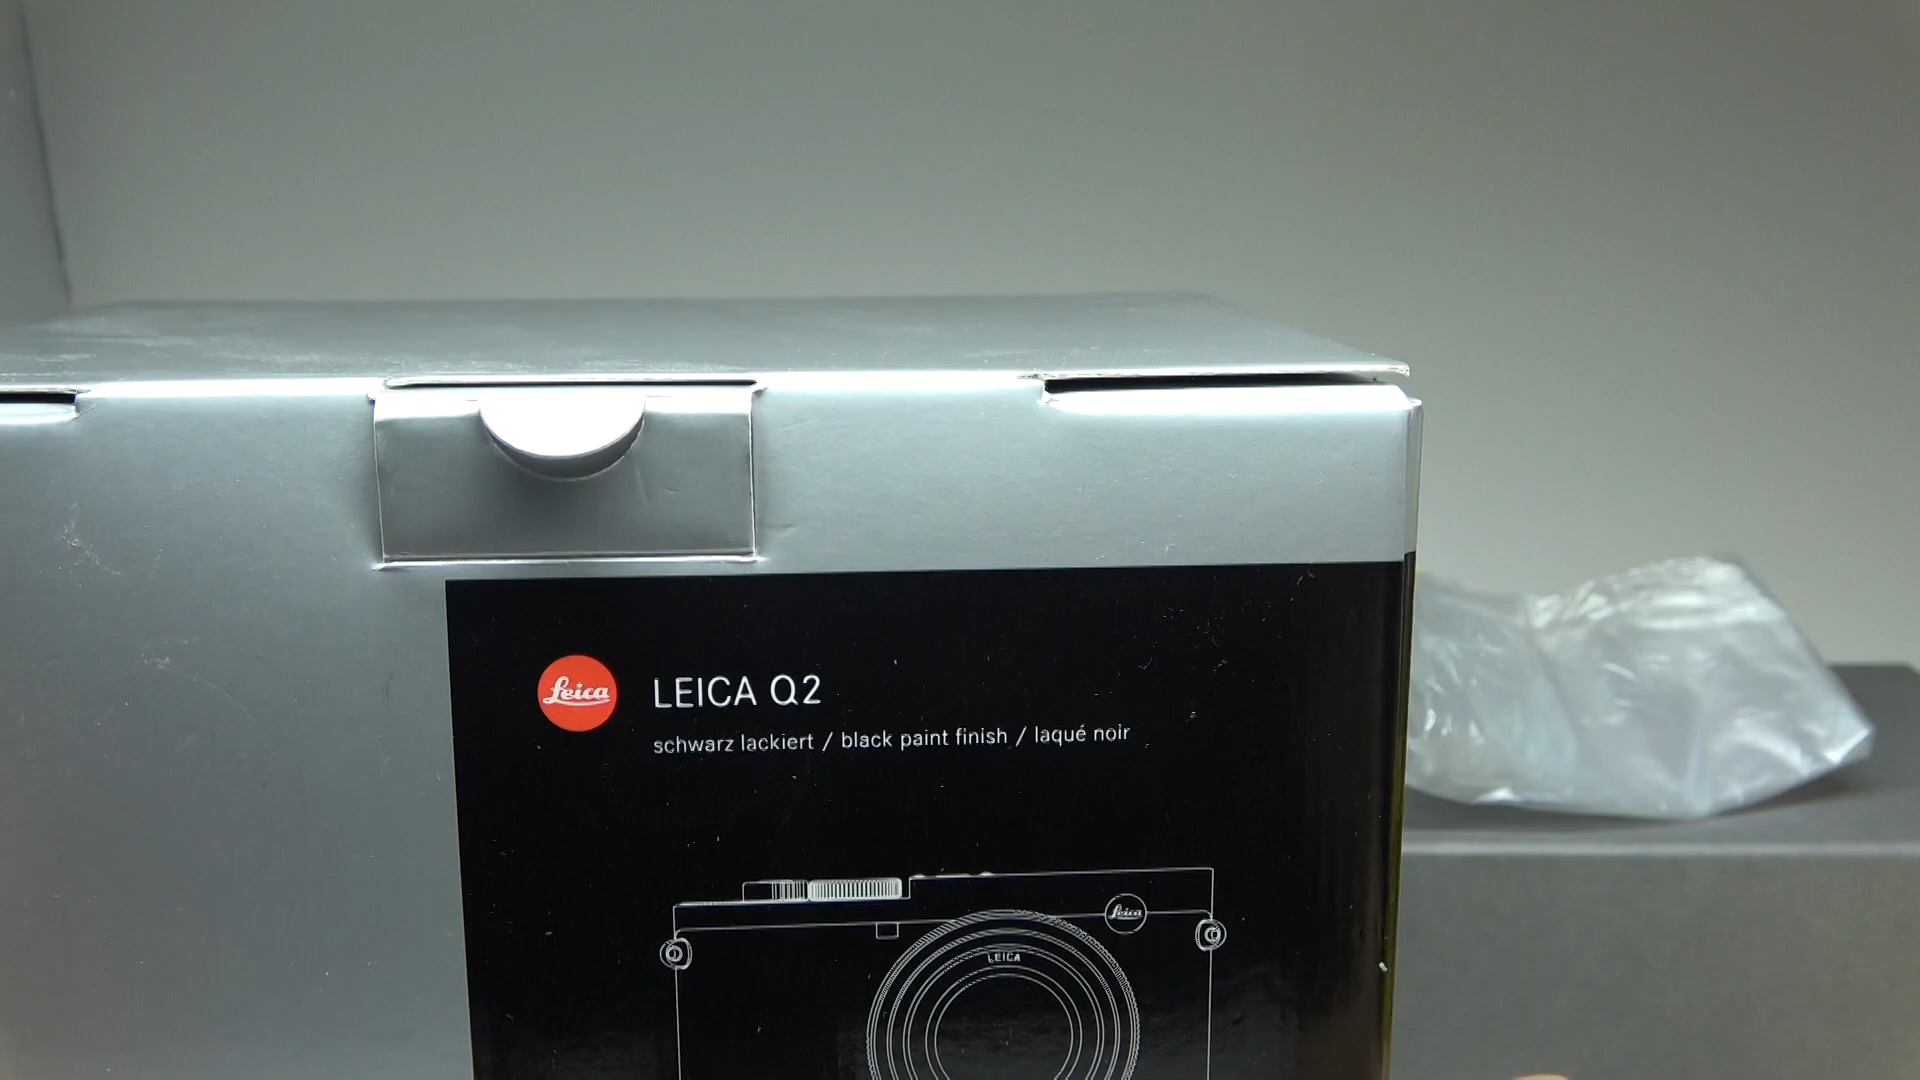 Leica
LEICA Q2
schwarz lackiert / black paint finish / laqué noir
Leica
LEICA